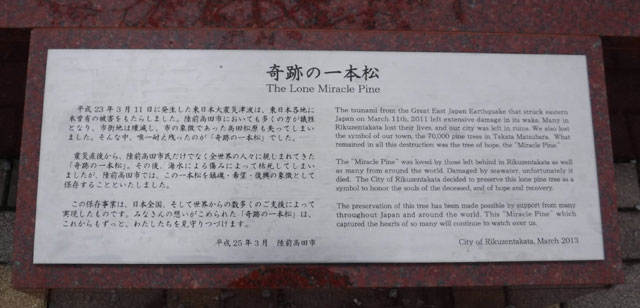 奇跡の一本松
The Lone Miracle Pine
平成23年3月11日に発生した東日本大震災津波は、東日本各地に
未曾有の被害をもたらしました。陸前高田市においても多くの方が犠牲
となり、市街地は壊滅し、市の象徴であった高田松原も失ってしまい
ました。そんな中、唯一耐え残ったのが「奇跡の一本松」でした。
震災直後から、陸前高田市民だけでなく全世界の人々に親しまれてきた
「奇跡の一本松」。その後、海水による傷みによって枯死してしまい
ましたが、陸前高田市では、この一本松を鎮魂・希望・復興の象徴として
保存することといたしました。
この保存事業は、日本全国、そして世界からの数多くのご支援によって
実現したものです。みなさんの想いがこめられた「奇跡の一本松」は、
これからもずっと、わたしたちを見守りつづけます。
平成25年3月 陸前高田市
The tsunami from the Great East Japan Earthquake that struck eastern
Japan on March 11th, 2011 left extensive damage in its wake. Many in
Rikuzentakata lost their lives, and our city was left in ruins. We also lost
the symbol of our town, the 70,000 pine trees in Takata Matsubara. What
remained in all this destruction was the tree of hope, the "Miracle Pine."
The "Miracle Pine" was loved by those left behind in Rikuzentakata as well
as many from around the world. Damaged by seawater, unfortunately it
died. The City of Rikuzentakata decided to preserve this lone pine tree as a
symbol to honor the souls of the deceased, and of hope and recovery.
The preservation of this tree has been made possible by support from many
throughout Japan and around the world. This "Miracle Pine" which
captured the hearts of so many will continue to watch over us.
City of Rikuzentakata, March 2013